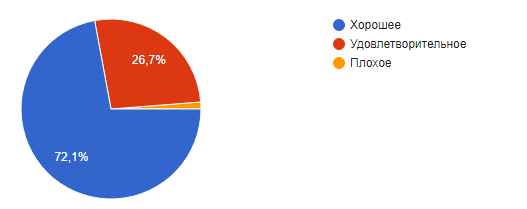 Хорошее
Удовлетворительное
Плохое
26,7%
72,1%